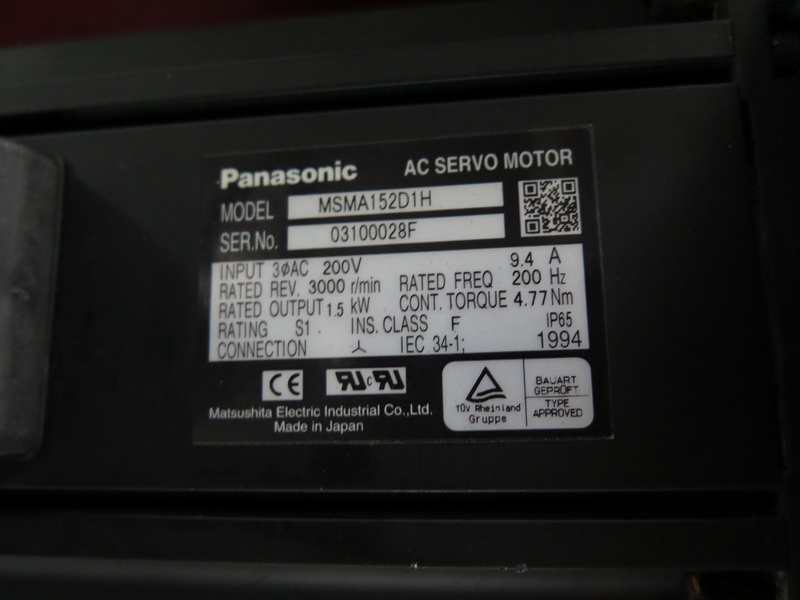 Panasonic AC SERVO MOTOR
MODEL MSMA152D1H
SER.No. 03100028F
INPUT 3øAC 200V 9.4 A
RATED REV. 3000 r/min RATED FREQ 200 Hz
RATED OUTPUT 1.5 kW CONT. TORQUE 4.77 Nm
RATING S1 . INS. CLASS F IP65
CONNECTION IEC 34-1; 1994
CE
TÜV Rheinland
Gruppe
BAUART
GEPRÜFT
TYPE
APPROVED
Matsushita Electric Industrial Co.,Ltd.
Made in Japan